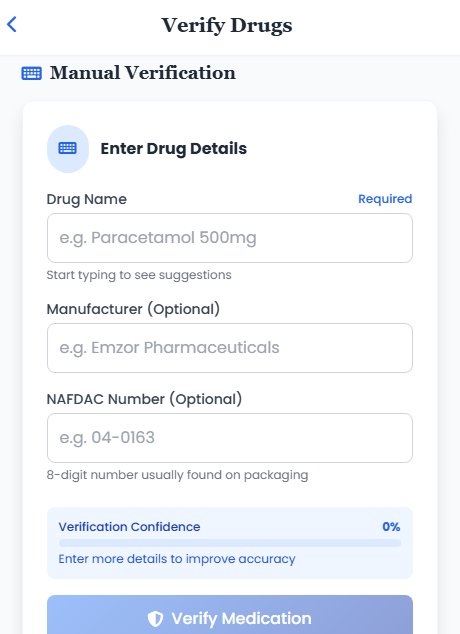 Verify Drugs
Manual Verification
Enter Drug Details
Drug Name
Required
e.g. Paracetamol 500mg
Start typing to see suggestions
Manufacturer (Optional)
e.g. Emzor Pharmaceuticals
NAFDAC Number (Optional)
e.g. 04-0163
8-digit number usually found on packaging
Verification Confidence
0%
Enter more details to improve accuracy
Verify Medication